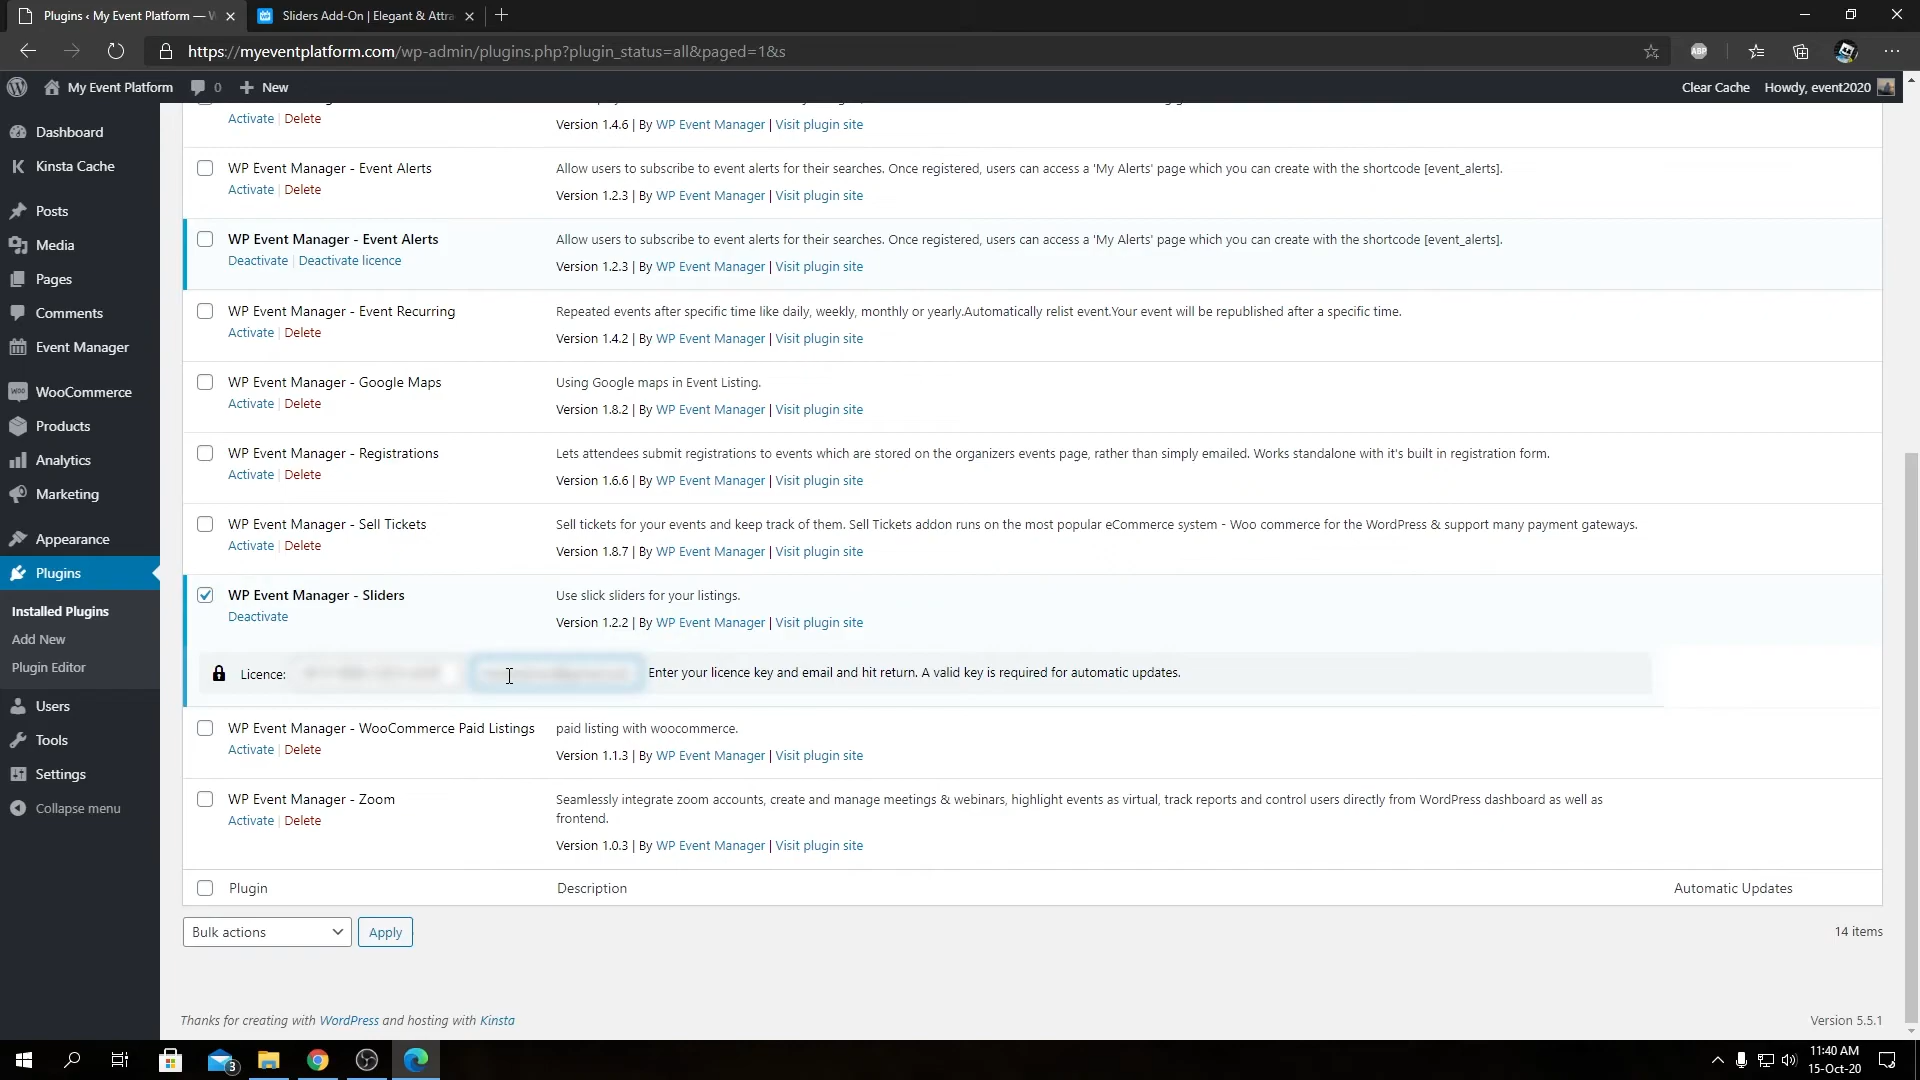 Plugins ‹ My Event Platform — W
Sliders Add-On | Elegant & Attra
https://myeventplatform.com/wp-admin/plugins.php?plugin_status=all&paged=1&s
ABP
My Event Platform
0
New
Clear Cache
Howdy, event2020
Dashboard
Kinsta Cache
Posts
Media
Pages
Comments
Event Manager
WooCommerce
Products
Analytics
Marketing
Appearance
Plugins
Installed Plugins
Add New
Plugin Editor
Users
Tools
Settings
Collapse menu
Activate | Delete
Version 1.4.6 | By WP Event Manager | Visit plugin site
WP Event Manager - Event Alerts
Allow users to subscribe to event alerts for their searches. Once registered, users can access a 'My Alerts' page which you can create with the shortcode [event_alerts].
Activate | Delete
Version 1.2.3 | By WP Event Manager | Visit plugin site
WP Event Manager - Event Alerts
Allow users to subscribe to event alerts for their searches. Once registered, users can access a 'My Alerts' page which you can create with the shortcode [event_alerts].
Deactivate | Deactivate licence
Version 1.2.3 | By WP Event Manager | Visit plugin site
WP Event Manager - Event Recurring
Repeated events after specific time like daily, weekly, monthly or yearly.Automatically relist event.Your event will be republished after a specific time.
Activate | Delete
Version 1.4.2 | By WP Event Manager | Visit plugin site
WP Event Manager - Google Maps
Using Google maps in Event Listing.
Activate | Delete
Version 1.8.2 | By WP Event Manager | Visit plugin site
WP Event Manager - Registrations
Lets attendees submit registrations to events which are stored on the organizers events page, rather than simply emailed. Works standalone with it's built in registration form.
Activate | Delete
Version 1.6.6 | By WP Event Manager | Visit plugin site
WP Event Manager - Sell Tickets
Sell tickets for your events and keep track of them. Sell Tickets addon runs on the most popular eCommerce system - Woo commerce for the WordPress & support many payment gateways.
Activate | Delete
Version 1.8.7 | By WP Event Manager | Visit plugin site
WP Event Manager - Sliders
Use slick sliders for your listings.
Deactivate
Version 1.2.2 | By WP Event Manager | Visit plugin site
Licence:
Enter your licence key and email and hit return. A valid key is required for automatic updates.
WP Event Manager - WooCommerce Paid Listings
paid listing with woocommerce.
Activate | Delete
Version 1.1.3 | By WP Event Manager | Visit plugin site
WP Event Manager - Zoom
Seamlessly integrate zoom accounts, create and manage meetings & webinars, highlight events as virtual, track reports and control users directly from WordPress dashboard as well as
frontend.
Activate | Delete
Version 1.0.3 | By WP Event Manager | Visit plugin site
Plugin
Description
Automatic Updates
Bulk actions
Apply
14 items
Thanks for creating with WordPress and hosting with Kinsta
Version 5.5.1
3
11:40 AM
15-Oct-20